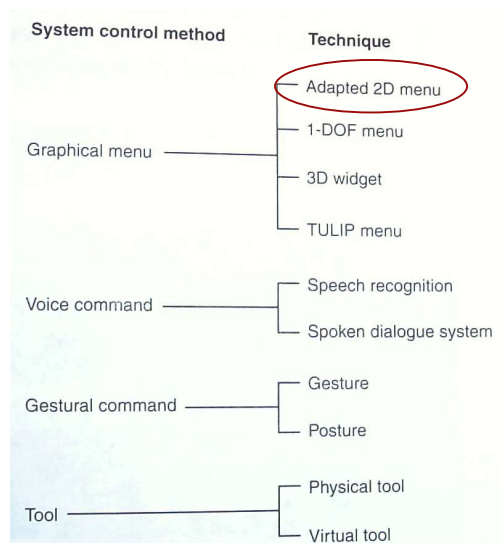 System control method
Technique
Adapted 2D menu
1-DOF menu
Graphical menu
3D widget
TULIP menu
Speech recognition
Voice command
Spoken dialogue system
Gesture
Gestural command
Posture
Physical tool
Tool
Virtual tool